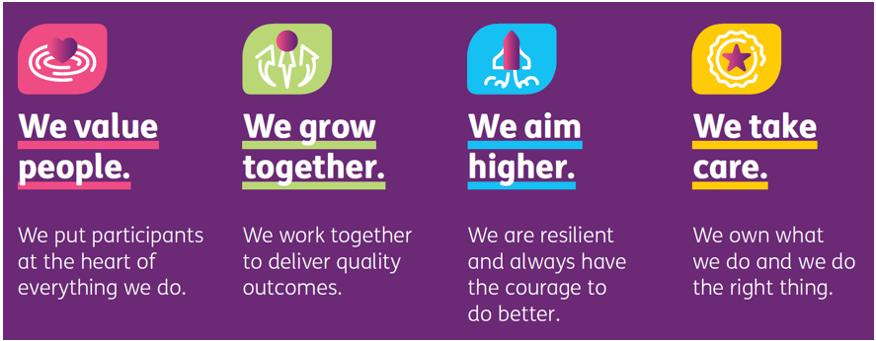 We value
people.
We put participants
at the heart of
everything we do.
We grow
together.
We work together
to deliver quality
outcomes.
We aim
higher.
We are resilient
and always have
the courage to
do better.
We take
care.
We own what
we do and we do
the right thing.